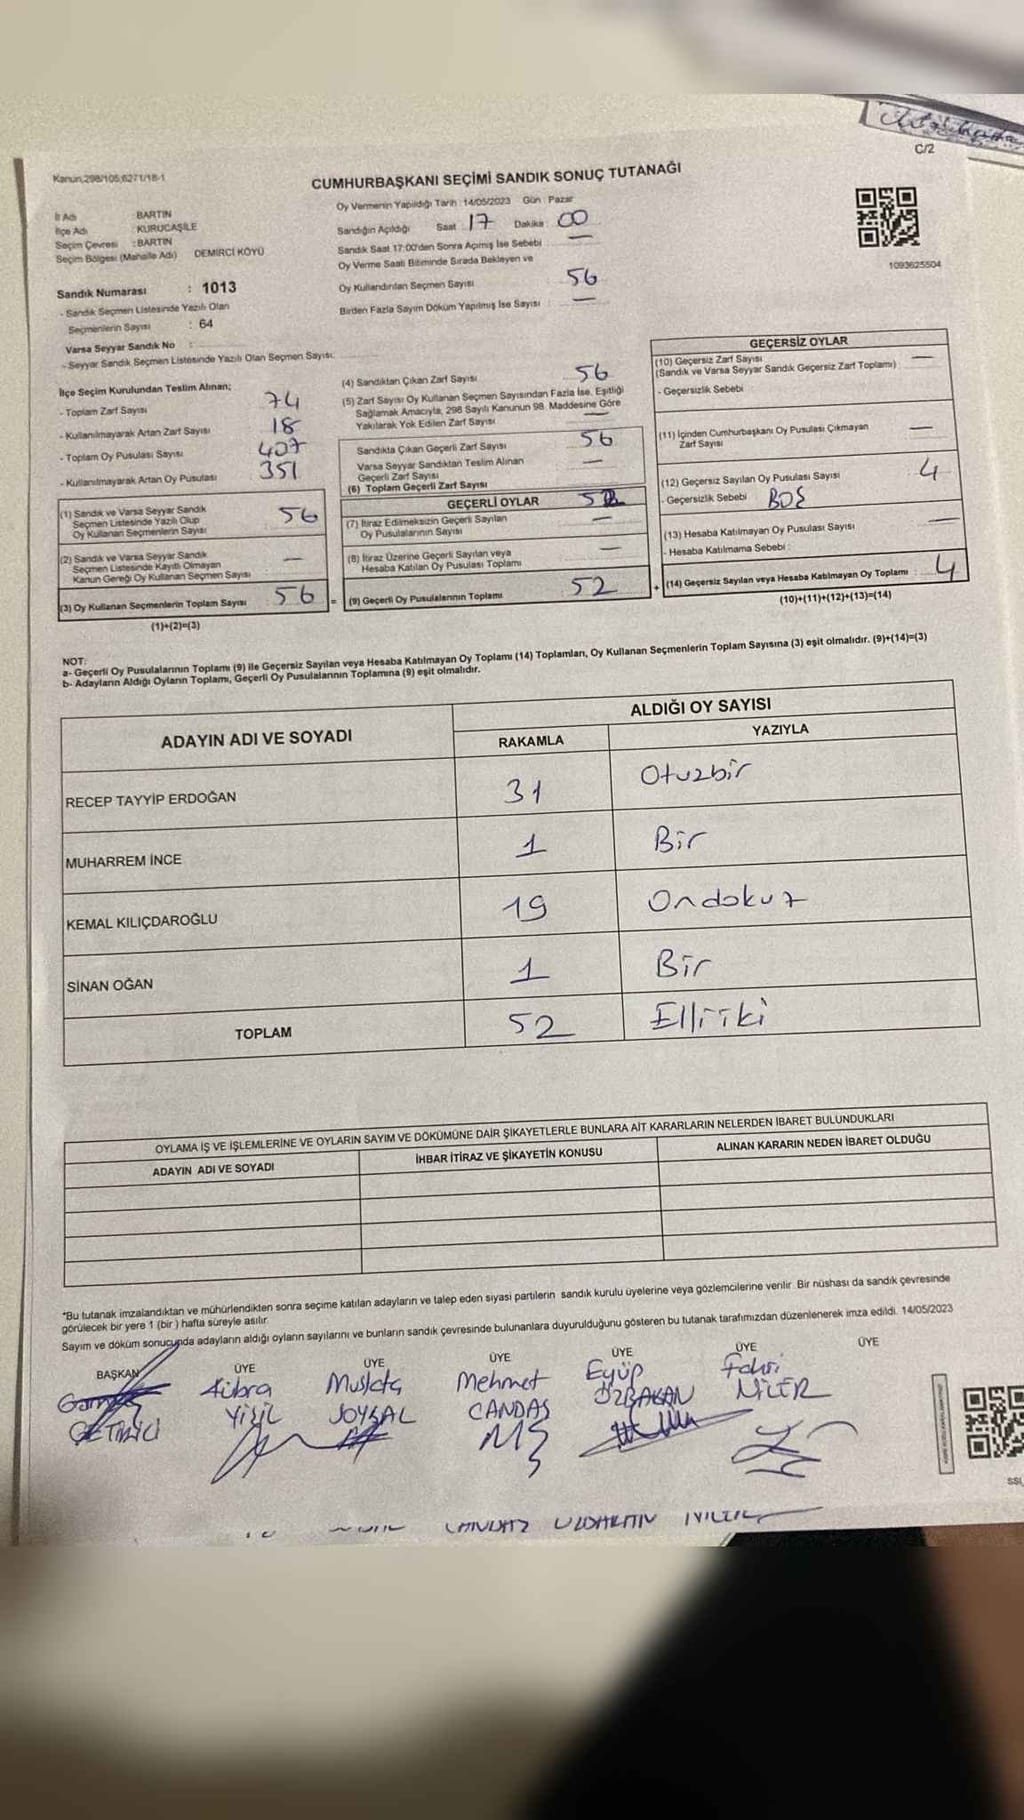 C/2
Kanun:298/105,6271/18-1
CUMHURBAŞKANI SEÇİMİ SANDIK SONUÇ TUTANAĞI
İl Adı : BARTIN
İlçe Adı : KURUCAŞİLE
Seçim Çevresi : BARTIN
Seçim Bölgesi (Mahalle Adı) DEMİRCİ KÖYÜ
Oy Vermenin Yapıldığı Tarih : 14/05/2023 Gün : Pazar
Sandığın Açıldığı Saat : 17 Dakika : 00
Sandık Saat 17:00'den Sonra Açımış İse Sebebi : —
Oy Verme Saati Bitiminde Sırada Bekleyen ve
Oy Kullandırılan Seçmen Sayısı : 56
Birden Fazla Sayım Döküm Yapılmış İse Sayısı : —
1093625504
Sandık Numarası : 1013
- Sandık Seçmen Listesinde Yazılı Olan
Seçmenlerin Sayısı : 64
Varsa Seyyar Sandık No :
- Seyyar Sandık Seçmen Listesinde Yazılı Olan Seçmen Sayısı:
İlçe Seçim Kurulundan Teslim Alınan;
- Toplam Zarf Sayısı 74
- Kullanılmayarak Artan Zarf Sayısı 18
- Toplam Oy Pusulası Sayısı 407
- Kullanılmayarak Artan Oy Pusulası 351
(1) Sandık ve Varsa Seyyar Sandık
Seçmen Listesinde Yazılı Olup
Oy Kullanan Seçmenlerin Sayısı 56
(2) Sandık ve Varsa Seyyar Sandık
Seçmen Listesinde Kayıtlı Olmayan
Kanun Gereği Oy Kullanan Seçmen Sayısı —
(3) Oy Kullanan Seçmenlerin Toplam Sayısı 56
(1)+(2)=(3)
(4) Sandıktan Çıkan Zarf Sayısı 56
(5) Zarf Sayısı Oy Kullanan Seçmen Sayısından Fazla İse, Eşitliği
Sağlamak Amacıyla, 298 Sayılı Kanunun 98. Maddesine Göre
Yakılarak Yok Edilen Zarf Sayısı —
Sandıkta Çıkan Geçerli Zarf Sayısı 56
Varsa Seyyar Sandıktan Teslim Alınan
Geçerli Zarf Sayısı —
(6) Toplam Geçerli Zarf Sayısı
GEÇERLİ OYLAR
(7) İtiraz Edilmeksizin Geçerli Sayılan
Oy Pusulalarının Sayısı —
(8) İtiraz Üzerine Geçerli Sayılan veya
Hesaba Katılan Oy Pusulası Toplamı —
= (9) Geçerli Oy Pusulalarının Toplamı 52
GEÇERSİZ OYLAR
(10) Geçersiz Zarf Sayısı —
(Sandık ve Varsa Seyyar Sandık Geçersiz Zarf Toplamı)
- Geçersizlik Sebebi
(11) İçinden Cumhurbaşkanı Oy Pusulası Çıkmayan
Zarf Sayısı —
(12) Geçersiz Sayılan Oy Pusulası Sayısı 4
- Geçersizlik Sebebi BOŞ
(13) Hesaba Katılmayan Oy Pusulası Sayısı —
- Hesaba Katılmama Sebebi :
+ (14) Geçersiz Sayılan veya Hesaba Katılmayan Oy Toplamı : 4
(10)+(11)+(12)+(13)=(14)
NOT:
a- Geçerli Oy Pusulalarının Toplamı (9) ile Geçersiz Sayılan veya Hesaba Katılmayan Oy Toplamı (14) Toplamları, Oy Kullanan Seçmenlerin Toplam Sayısına (3) eşit olmalıdır. (9)+(14)=(3)
b- Adayların Aldığı Oyların Toplamı, Geçerli Oy Pusulalarının Toplamına (9) eşit olmalıdır.
ADAYIN ADI VE SOYADI ALDIĞI OY SAYISI
RAKAMLA YAZIYLA
RECEP TAYYİP ERDOĞAN 31 Otuzbir
MUHARREM İNCE 1 Bir
KEMAL KILIÇDAROĞLU 19 Ondokuz
SİNAN OĞAN 1 Bir
TOPLAM 52 Elliiki
OYLAMA İŞ VE İŞLEMLERİNE VE OYLARIN SAYIM VE DÖKÜMÜNE DAİR ŞİKAYETLERLE BUNLARA AİT KARARLARIN NELERDEN İBARET BULUNDUKLARI
ADAYIN ADI VE SOYADI İHBAR İTİRAZ VE ŞİKAYETİN KONUSU ALINAN KARARIN NEDEN İBARET OLDUĞU
*Bu tutanak imzalandıktan ve mühürlendikten sonra seçime katılan adayların ve talep eden siyasi partilerin sandık kurulu üyelerine veya gözlemcilerine verilir. Bir nüshası da sandık çevresinde
görülecek bir yere 1 (bir ) hafta süreyle asılır.
Sayım ve döküm sonucunda adayların aldığı oyların sayılarını ve bunların sandık çevresinde bulunanlara duyurulduğunu gösteren bu tutanak tarafımızdan düzenlenerek imza edildi. 14/05/2023
BAŞKAN ÜYE ÜYE ÜYE ÜYE ÜYE ÜYE
Kübra Mustafa Mehmet Eyüp Fahri
YİĞİL SOYSAL CANDAŞ ÖZBAKAN NİLER